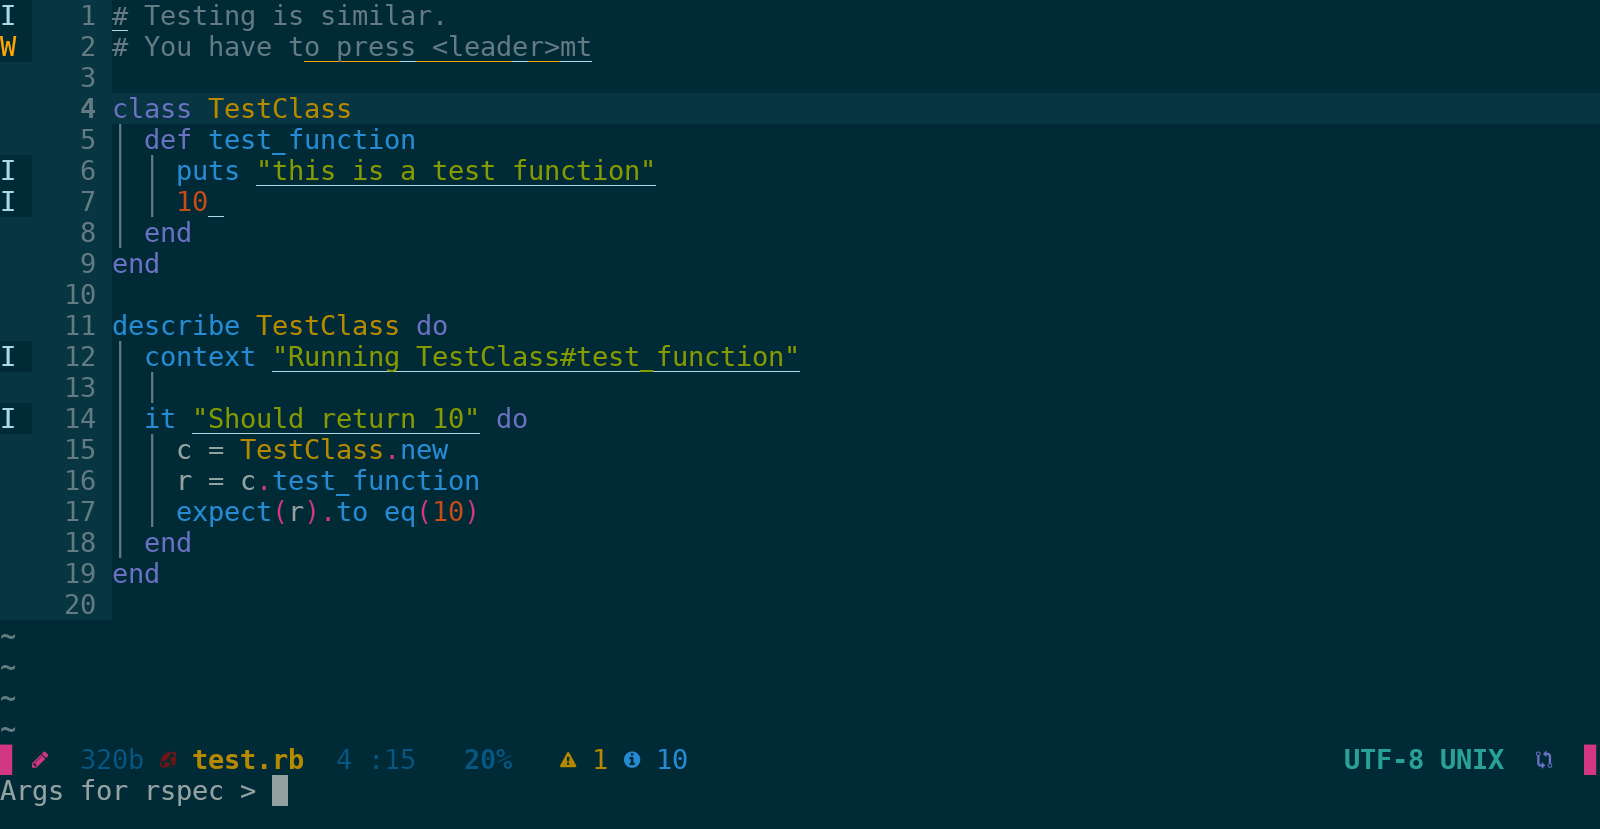 I 1 # Testing is similar.
W 2 # You have to press <leader>mt
3
4 class TestClass
5 def test_function
I 6 puts "this is a test function"
I 7 10
8 end
9 end
10
11 describe TestClass do
I 12 context "Running TestClass#test_function"
13
I 14 it "Should return 10" do
15 c = TestClass.new
16 r = c.test_function
17 expect(r).to eq(10)
18 end
19 end
20
~
~
~
~
320b test.rb 4 :15 20% 1 10 UTF-8 UNIX
Args for rspec >